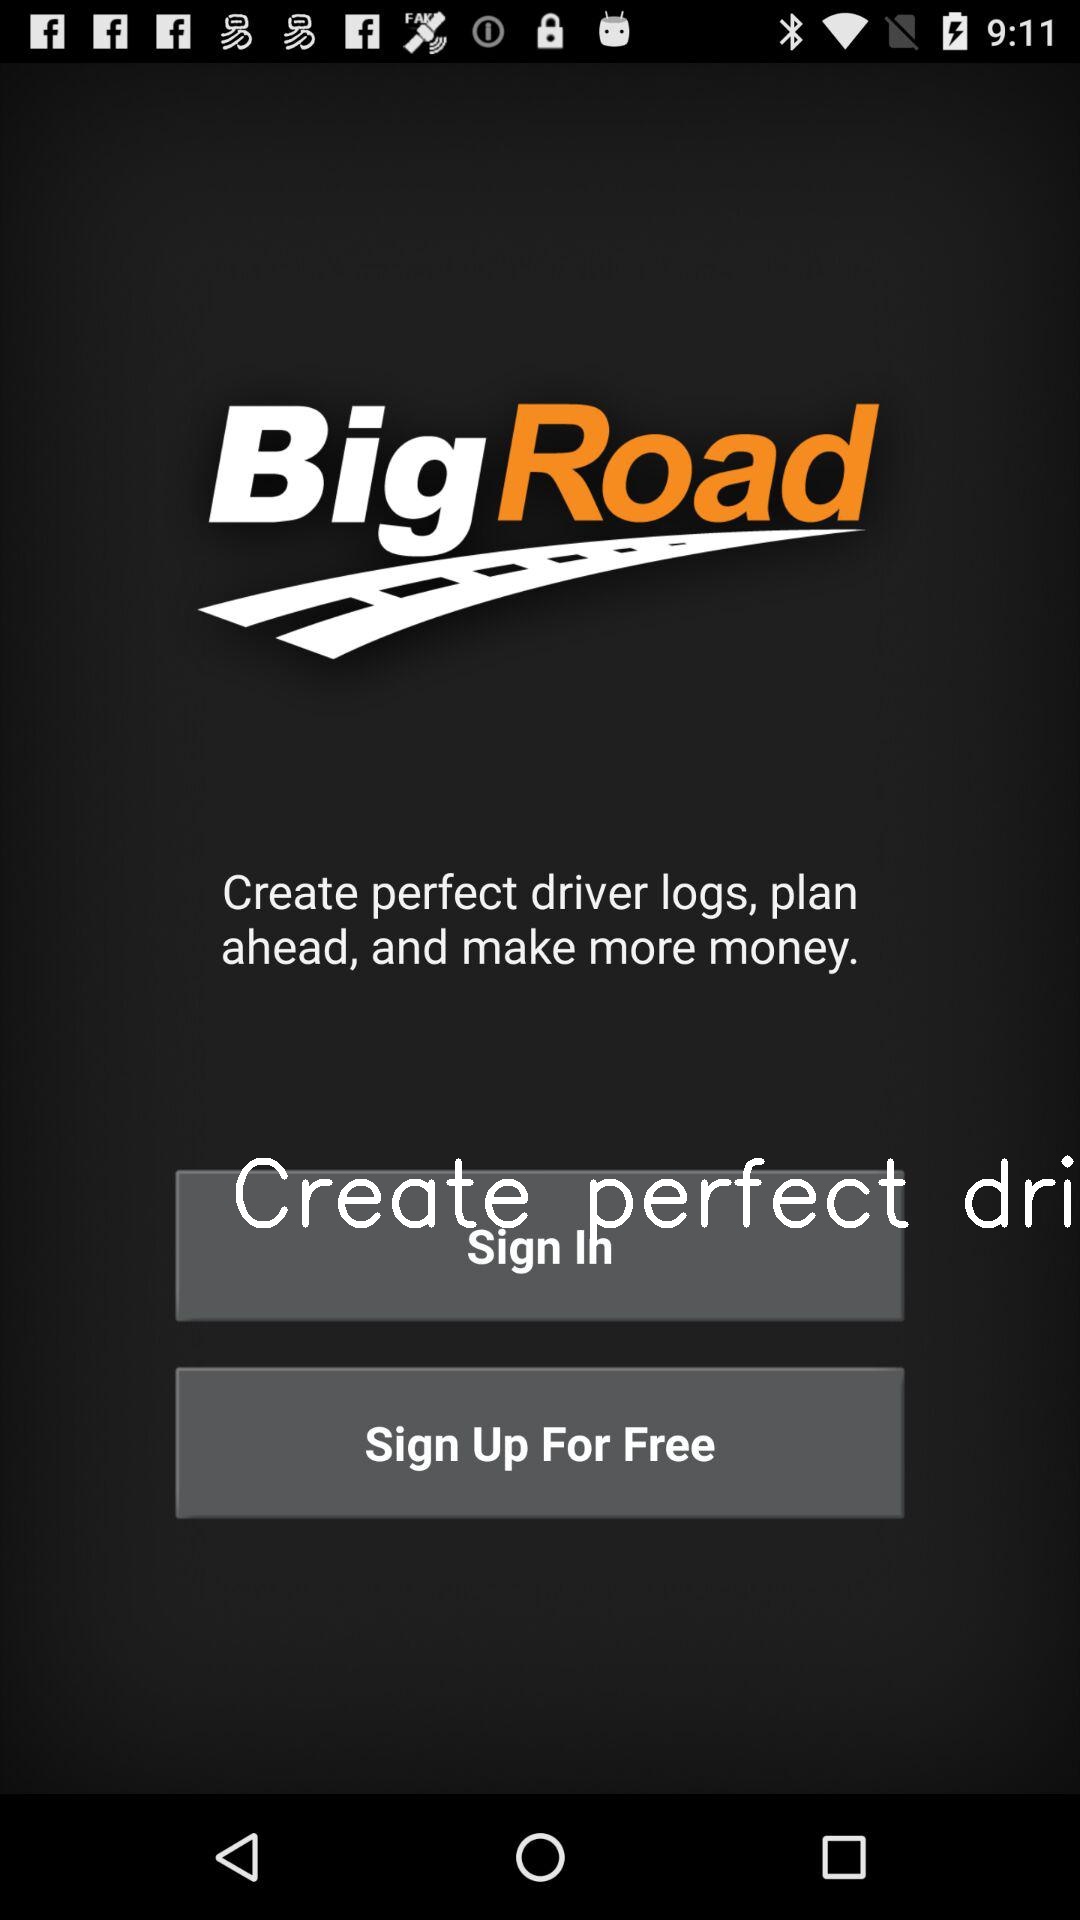 FAKE
9:11
BigRoad
Create perfect driver logs, plan
ahead, and make more money.
Create perfect dri
Sign In
Sign Up For Free